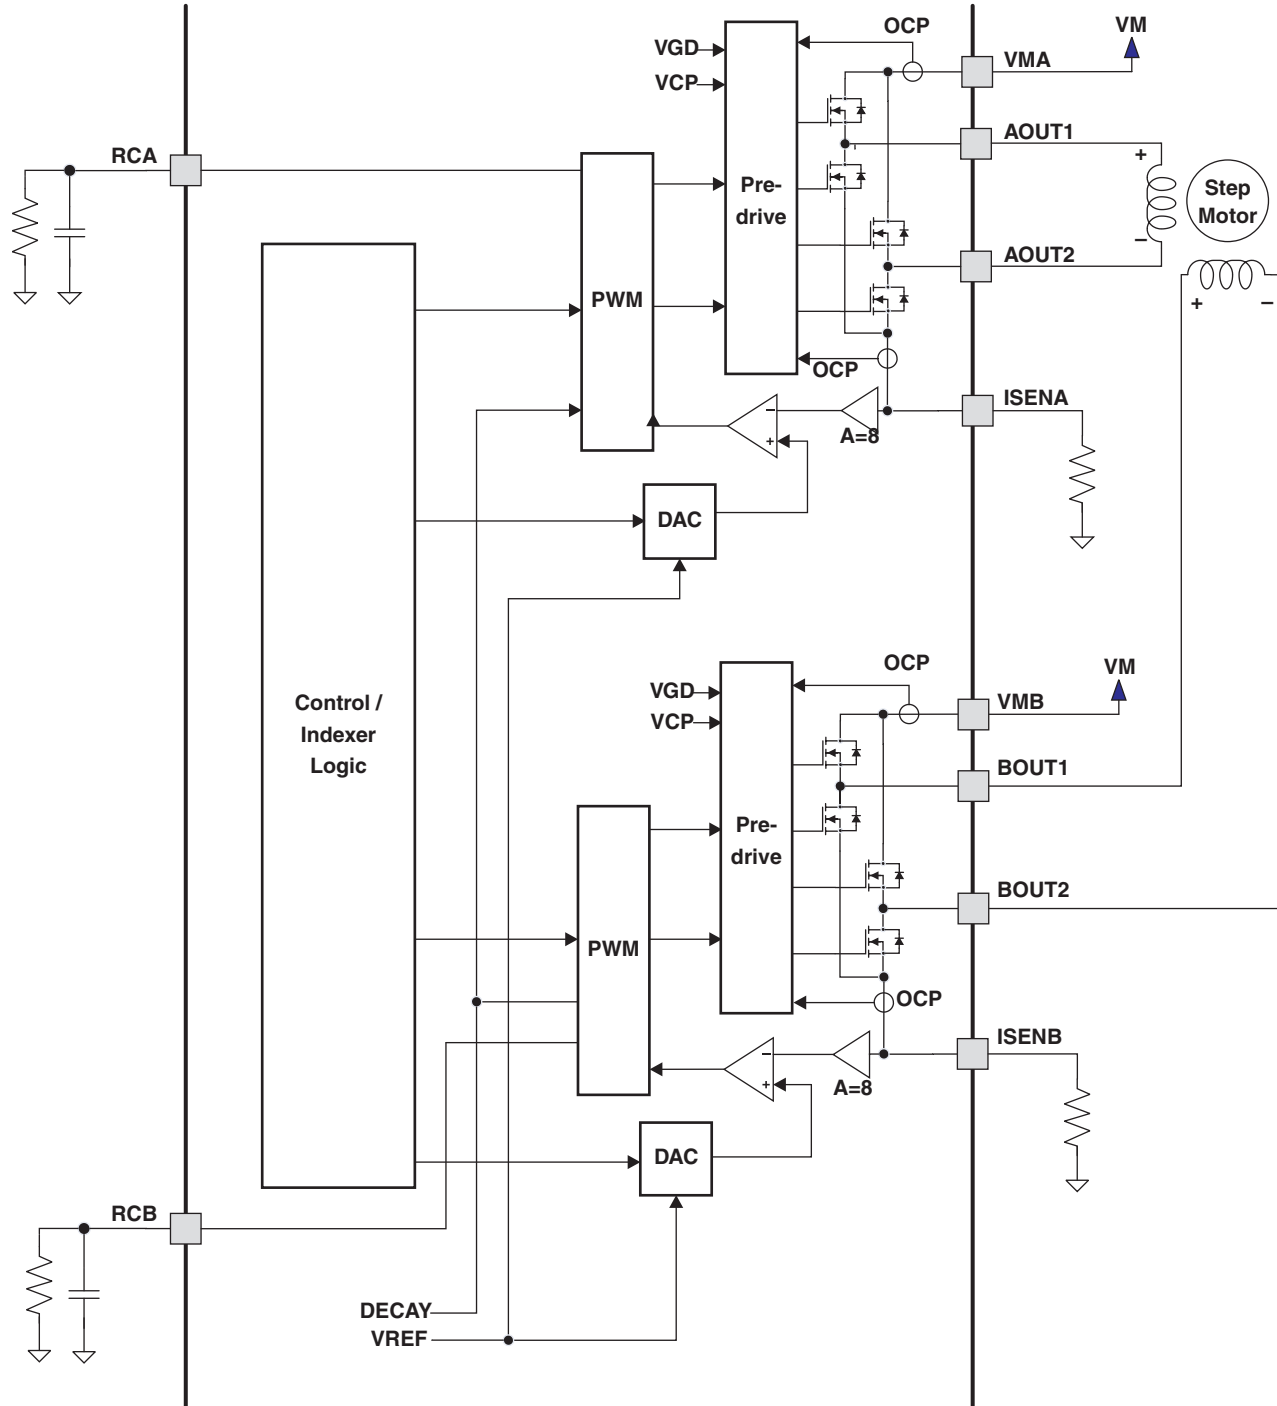 OCP
VM
VGD
VMA
VCP
AOUT1
RCA
+
Pre-
drive
Step
Motor
–
AOUT2
PWM
+
–
OCP
ISENA
–
+
A=8
DAC
OCP
VM
VGD
VMB
VCP
Control /
Indexer
Logic
BOUT1
Pre-
drive
BOUT2
PWM
OCP
ISENB
–
+
A=8
DAC
RCB
DECAY
VREF